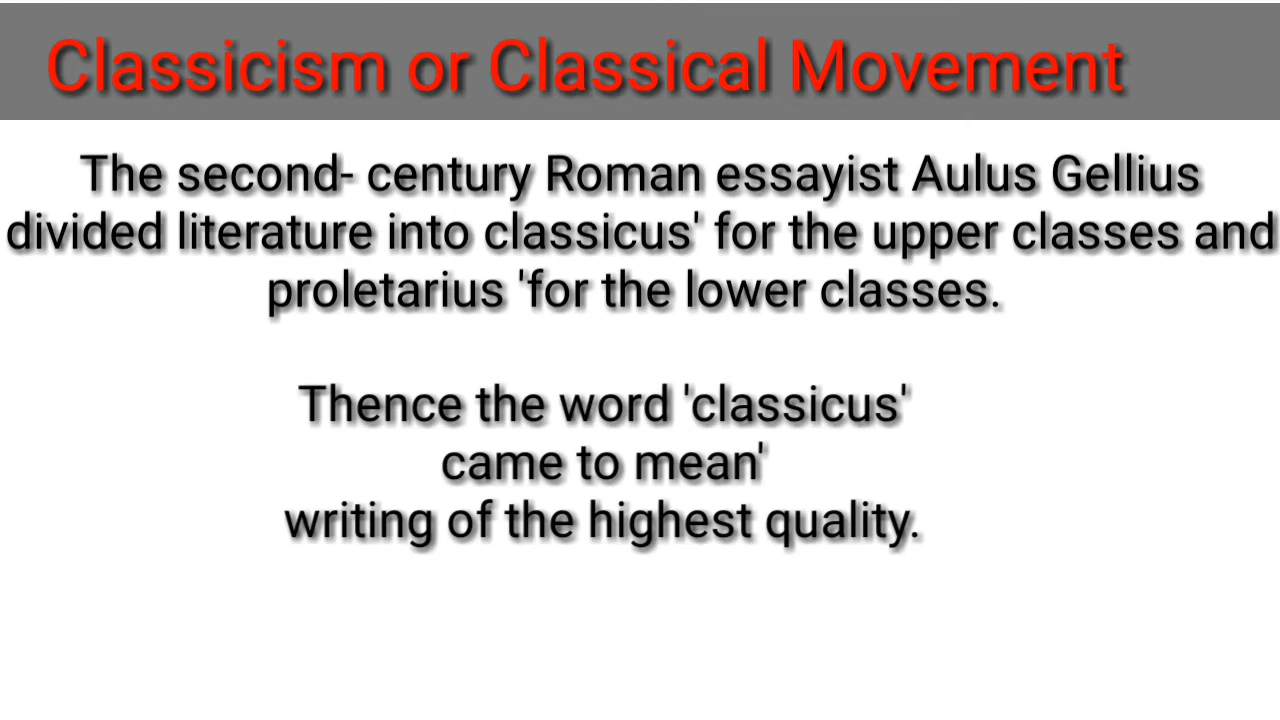 Classicism or Classical Movement
The second- century Roman essayist Aulus Gellius
divided literature into classicus' for the upper classes and
proletarius 'for the lower classes.
Thence the word 'classicus'
came to mean'
writing of the highest quality.